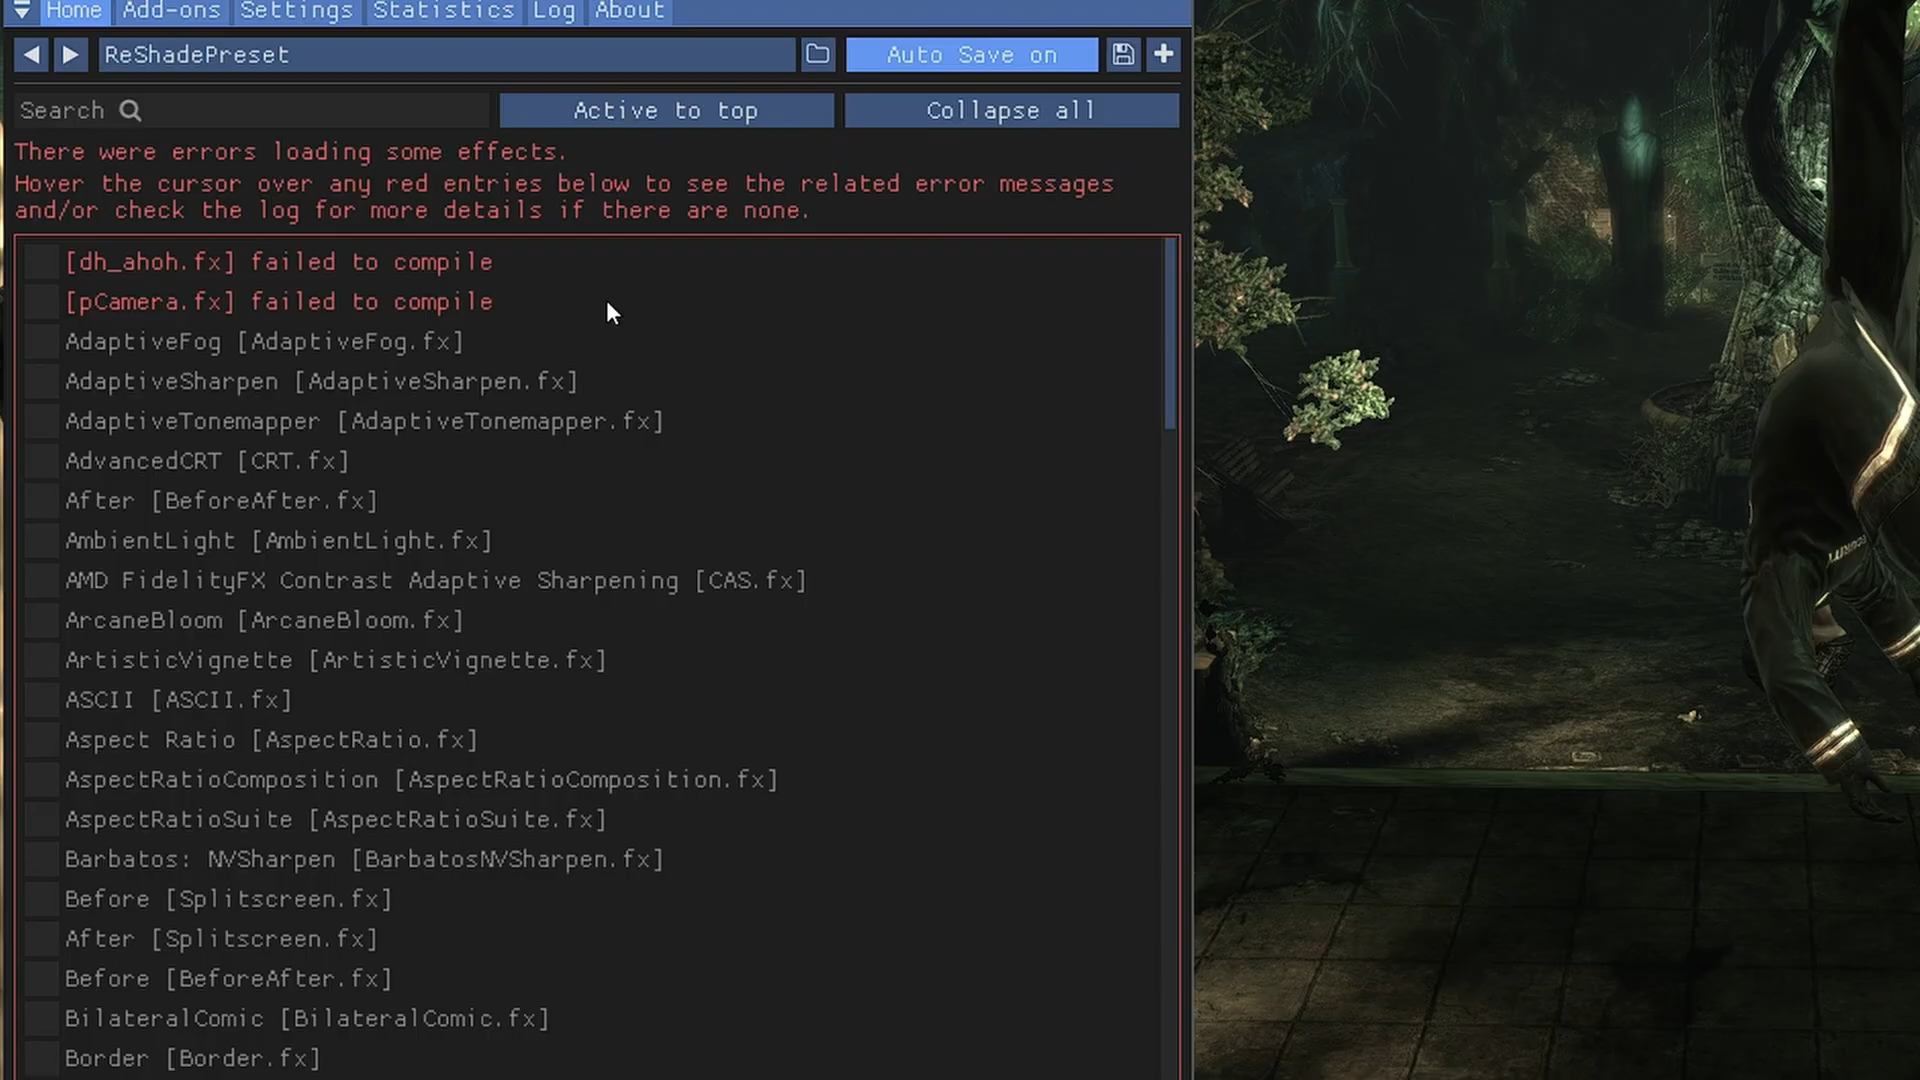 Home Add-ons Settings Statistics Log About
ReShadePreset Auto Save on
Search Active to top Collapse all
There were errors loading some effects.
Hover the cursor over any red entries below to see the related error messages
and/or check the log for more details if there are none.
[dh_ahoh.fx] failed to compile
[pCamera.fx] failed to compile
AdaptiveFog [AdaptiveFog.fx]
AdaptiveSharpen [AdaptiveSharpen.fx]
AdaptiveTonemapper [AdaptiveTonemapper.fx]
AdvancedCRT [CRT.fx]
After [BeforeAfter.fx]
AmbientLight [AmbientLight.fx]
AMD FidelityFX Contrast Adaptive Sharpening [CAS.fx]
ArcaneBloom [ArcaneBloom.fx]
ArtisticVignette [ArtisticVignette.fx]
ASCII [ASCII.fx]
Aspect Ratio [AspectRatio.fx]
AspectRatioComposition [AspectRatioComposition.fx]
AspectRatioSuite [AspectRatioSuite.fx]
Barbatos: NVSharpen [BarbatosNVSharpen.fx]
Before [Splitscreen.fx]
After [Splitscreen.fx]
Before [BeforeAfter.fx]
BilateralComic [BilateralComic.fx]
Border [Border.fx]